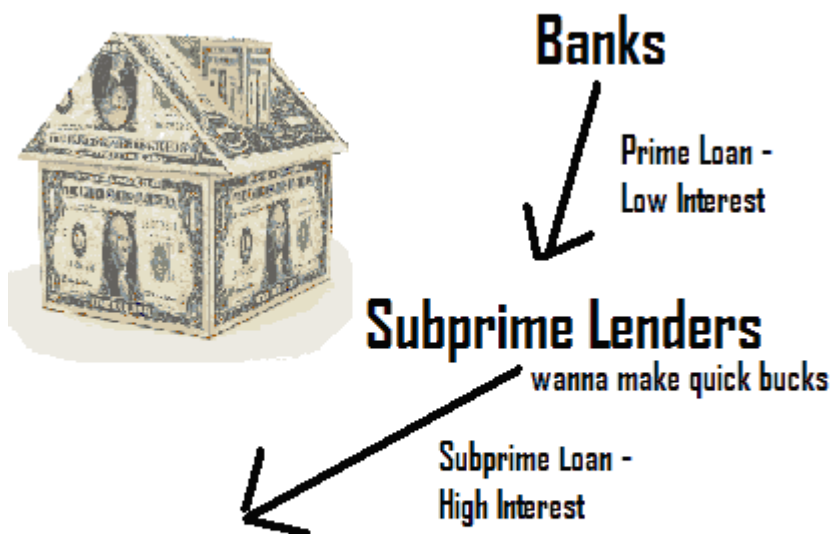 Banks
Prime Loan -
Low Interest
Subprime Lenders
wanna make quick bucks
Subprime Loan -
High Interest